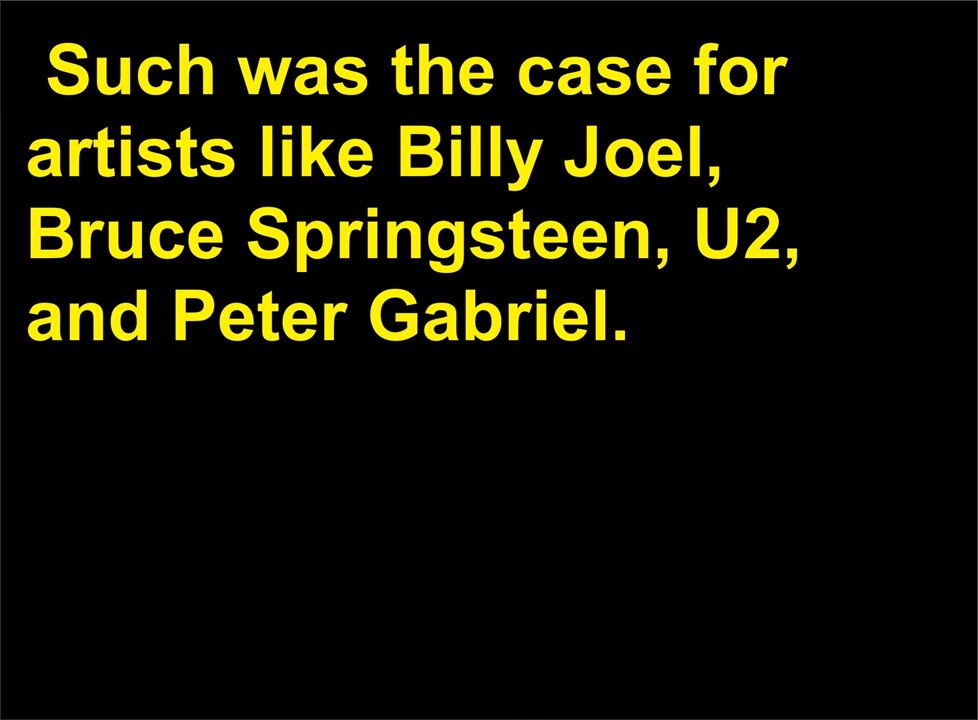 Such was the case for
artists like Billy Joel,
Bruce Springsteen, U2,
and Peter Gabriel.